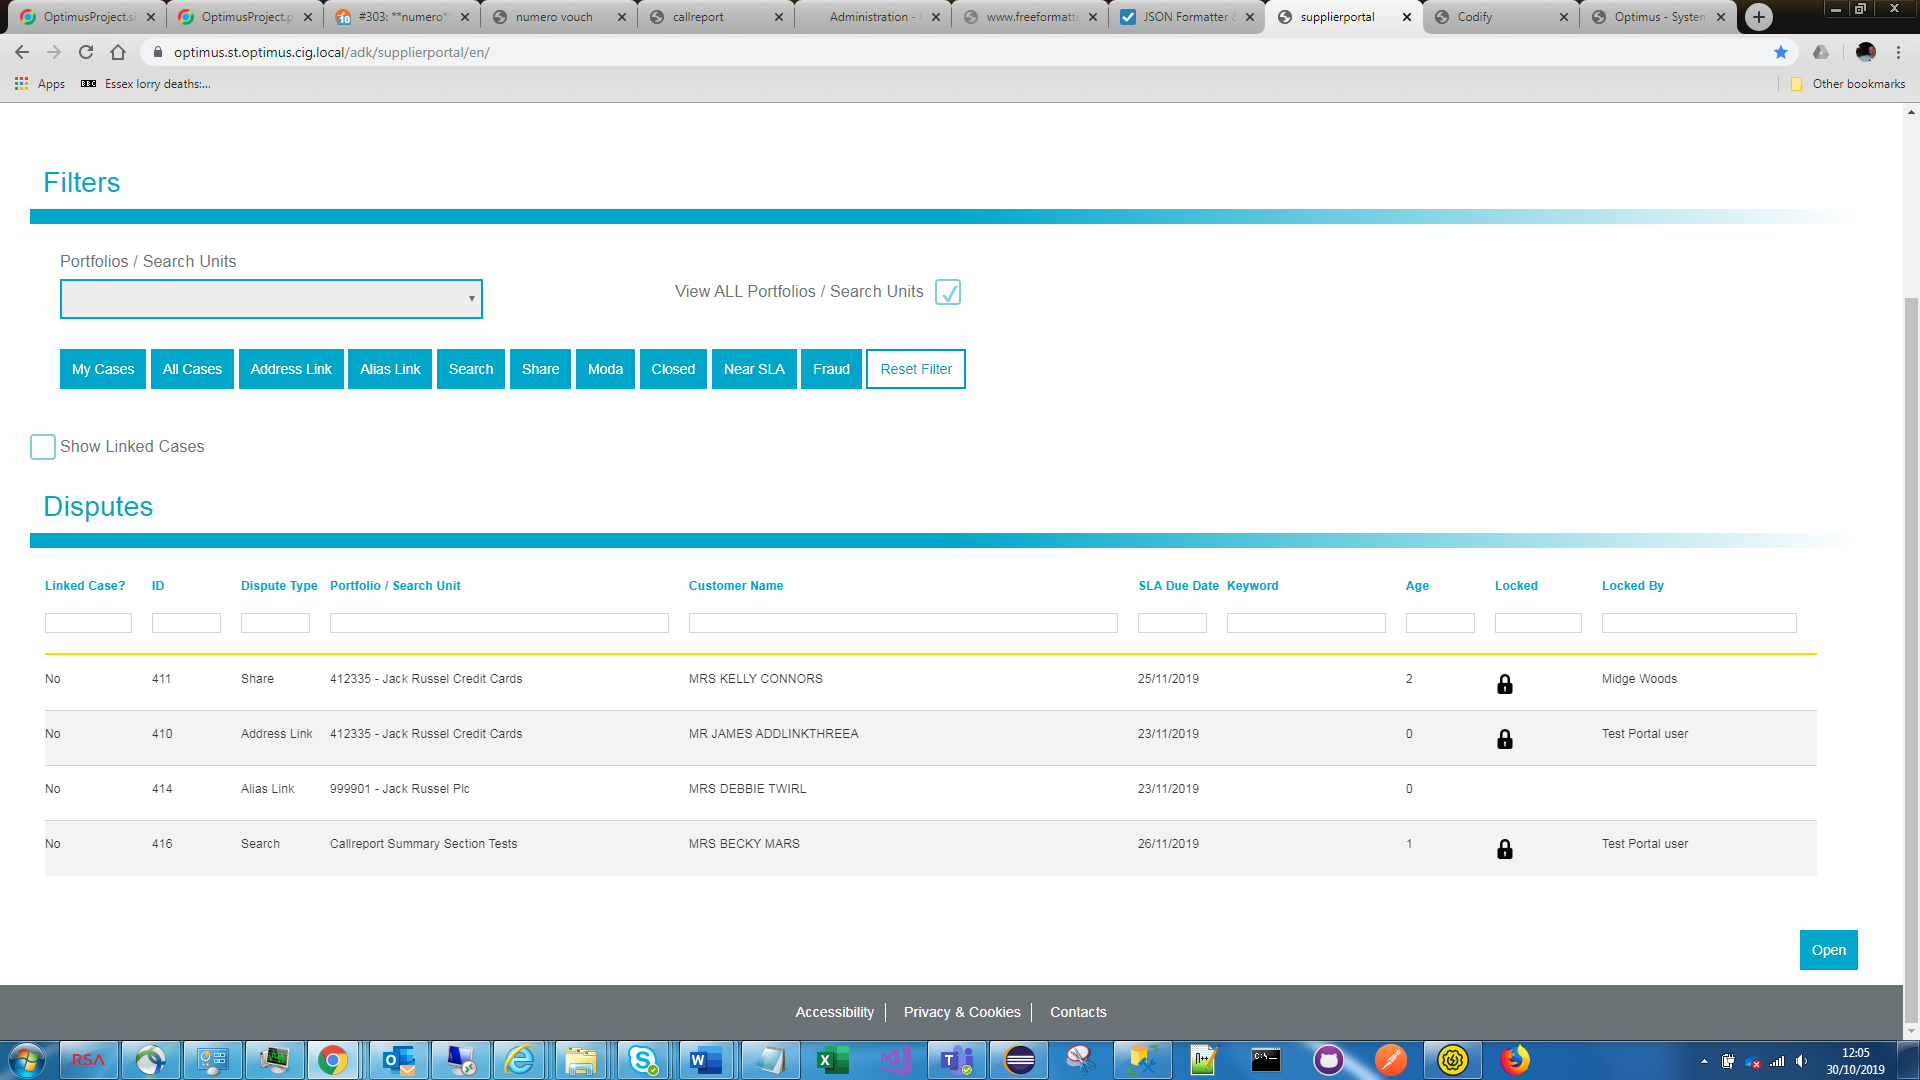 OptimusProject.s
OptimusProject.p
#303: **numero**
numero vouch
callreport
Administration -
www.freeformatte
JSON Formatter &
supplierportal
Codify
Optimus - System
optimus.st.optimus.cig.local/adk/supplierportal/en/
Apps
BBC Essex lorry deaths:...
Other bookmarks
Filters
Portfolios / Search Units
View ALL Portfolios / Search Units
My Cases All Cases Address Link Alias Link Search Share Moda Closed Near SLA Fraud Reset Filter
Show Linked Cases
Disputes
Linked Case? ID Dispute Type Portfolio / Search Unit Customer Name SLA Due Date Keyword Age Locked Locked By
No 411 Share 412335 - Jack Russel Credit Cards MRS KELLY CONNORS 25/11/2019 2 Midge Woods
No 410 Address Link 412335 - Jack Russel Credit Cards MR JAMES ADDLINKTHREEA 23/11/2019 0 Test Portal user
No 414 Alias Link 999901 - Jack Russel Plc MRS DEBBIE TWIRL 23/11/2019 0
No 416 Search Callreport Summary Section Tests MRS BECKY MARS 26/11/2019 1 Test Portal user
Open
Accessibility Privacy & Cookies Contacts
RSA
12:05
30/10/2019